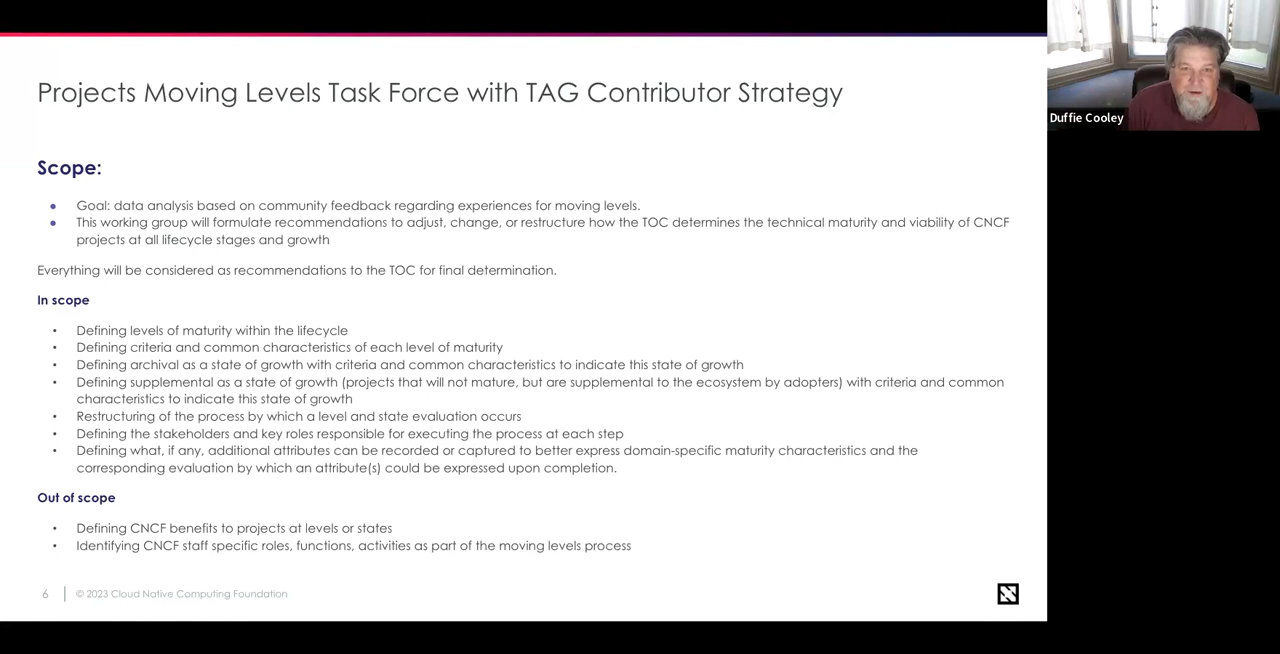 Projects Moving Levels Task Force with TAG Contributor Strategy
Duffie Cooley
Scope:
Goal: data analysis based on community feedback regarding experiences for moving levels.
This working group will formulate recommendations to adjust, change, or restructure how the TOC determines the technical maturity and viability of CNCF
projects at all lifecycle stages and growth
Everything will be considered as recommendations to the TOC for final determination.
In scope
Defining levels of maturity within the lifecycle
Defining criteria and common characteristics of each level of maturity
Defining archival as a state of growth with criteria and common characteristics to indicate this state of growth
Defining supplemental as a state of growth (projects that will not mature, but are supplemental to the ecosystem by adopters) with criteria and common
characteristics to indicate this state of growth
Restructuring of the process by which a level and state evaluation occurs
Defining the stakeholders and key roles responsible for executing the process at each step
Defining what, if any, additional attributes can be recorded or captured to better express domain-specific maturity characteristics and the
corresponding evaluation by which an attribute(s) could be expressed upon completion.
Out of scope
Defining CNCF benefits to projects at levels or states
Identifying CNCF staff specific roles, functions, activities as part of the moving levels process
6 © 2023 Cloud Native Computing Foundation